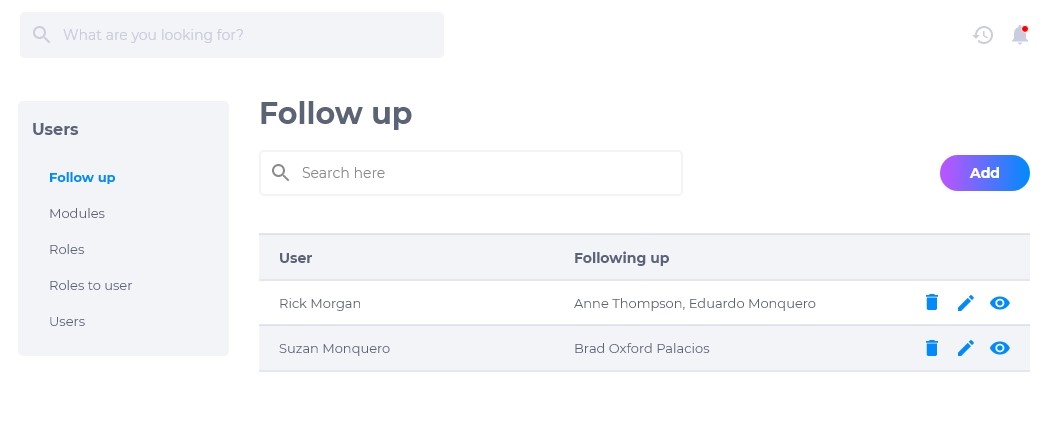 What are you looking for?
Users
Follow up
Modules
Roles
Roles to user
Users
Follow up
Search here
Add
User Following up
Rick Morgan Anne Thompson, Eduardo Monquero
Suzan Monquero Brad Oxford Palacios